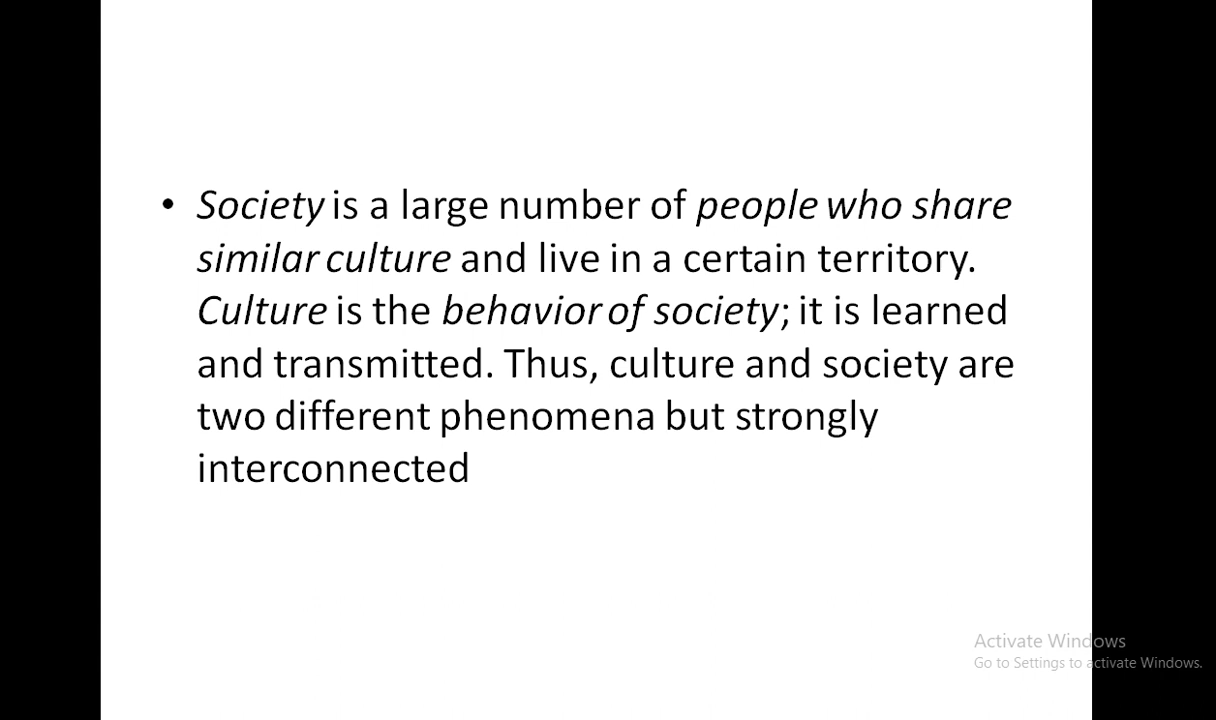 • Society is a large number of people who share
similar culture and live in a certain territory.
Culture is the behavior of society; it is learned
and transmitted. Thus, culture and society are
two different phenomena but strongly
interconnected
Activate Windows
Go to Settings to activate Windows.